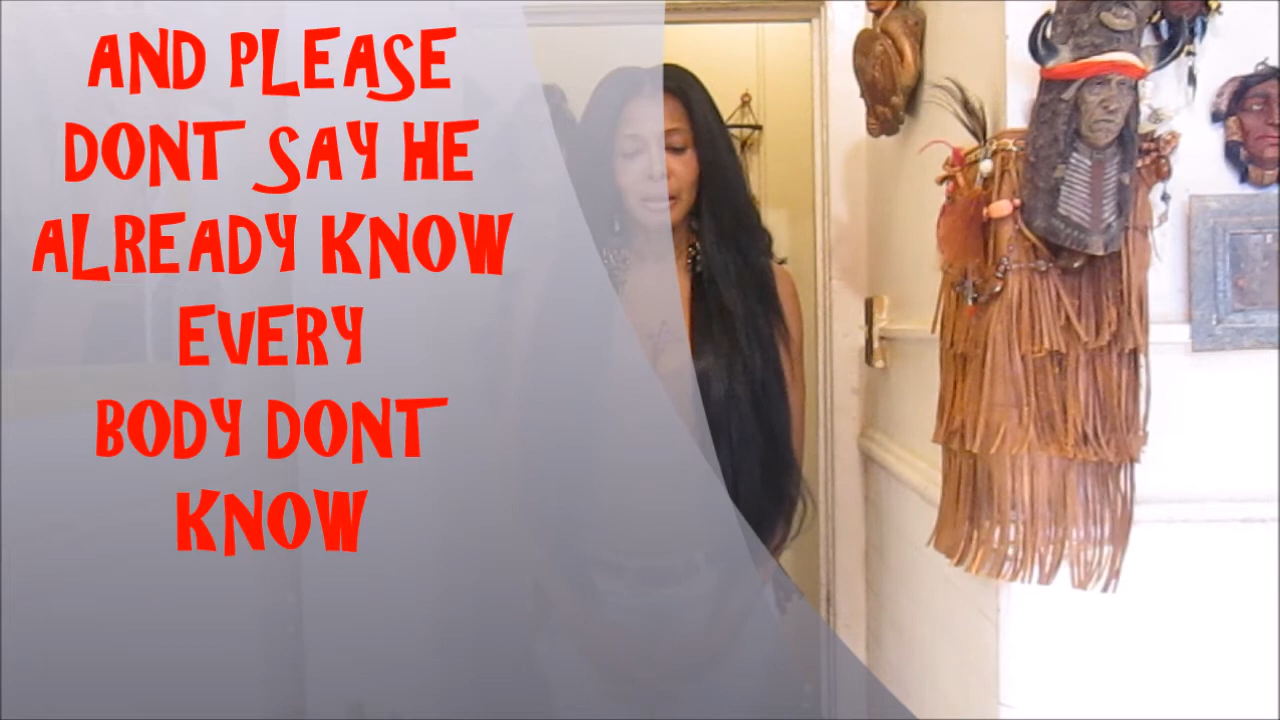 AND PLEASE
DONT SAY HE
ALREADY KNOW
EVERY
BODY DONT
KNOW